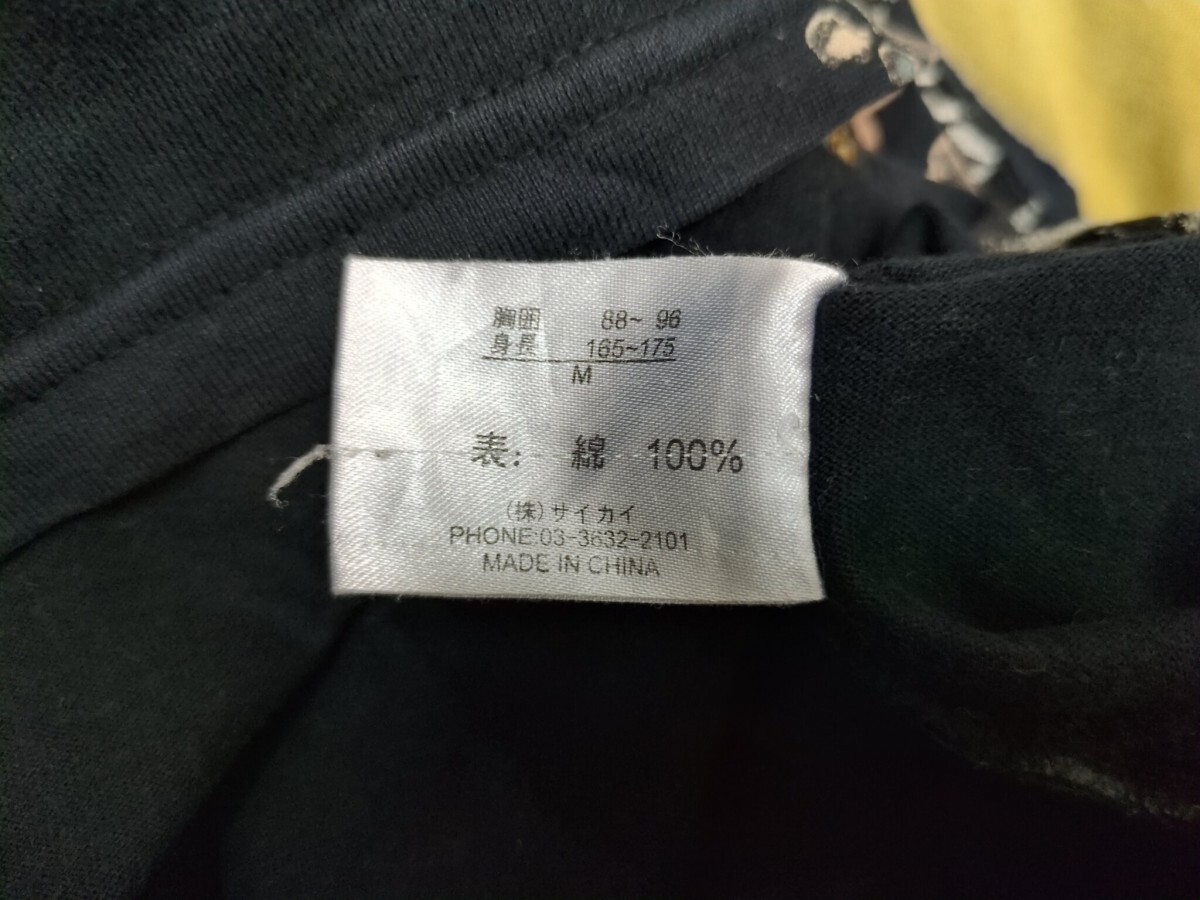 胸囲 88~ 96
身長 165~175
M
表: 綿 100%
(株)サイカイ
PHONE:03-3632-2101
MADE IN CHINA